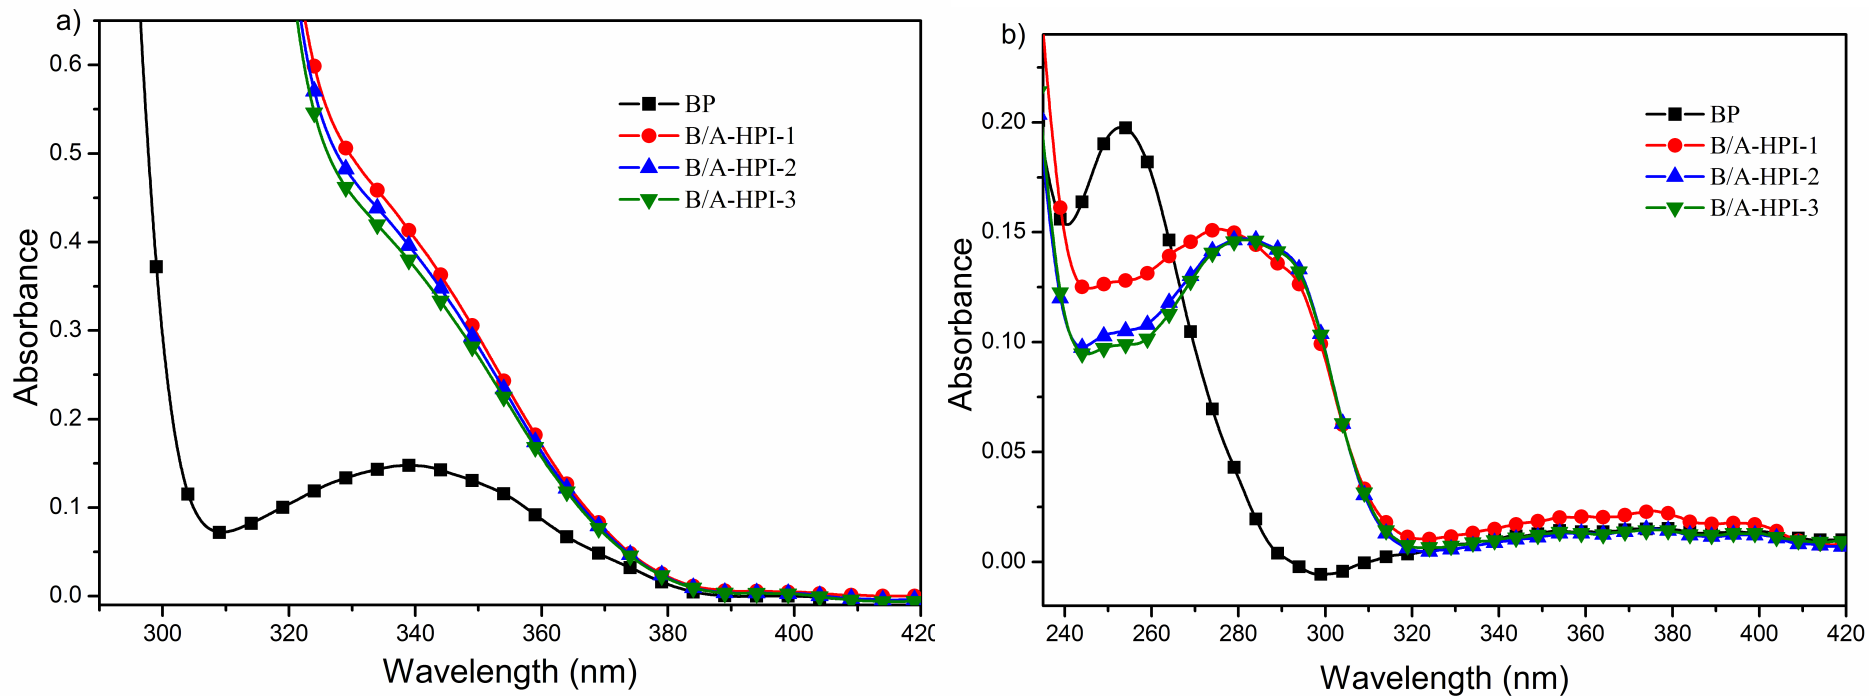 a)
0.6
0.5
0.4
0.3
0.2
0.1
0.0
Absorbance
BP
B/A-HPI-1
B/A-HPI-2
B/A-HPI-3
300 320 340 360 380 400 420
Wavelength (nm)
b)
0.20
0.15
0.10
0.05
0.00
Absorbance
BP
B/A-HPI-1
B/A-HPI-2
B/A-HPI-3
240 260 280 300 320 340 360 380 400 420
Wavelength (nm)